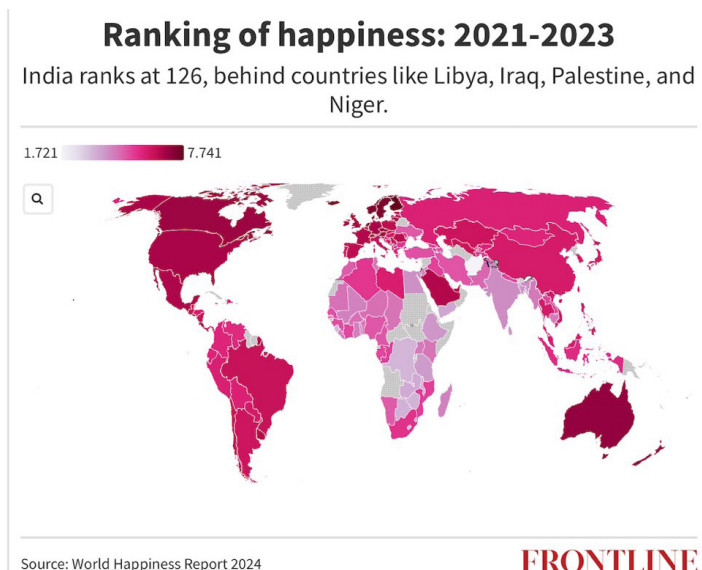 Ranking of happiness: 2021-2023
India ranks at 126, behind countries like Libya, Iraq, Palestine, and
Niger.
1.721 7.741
Source: World Happiness Report 2024
FRONTLINE